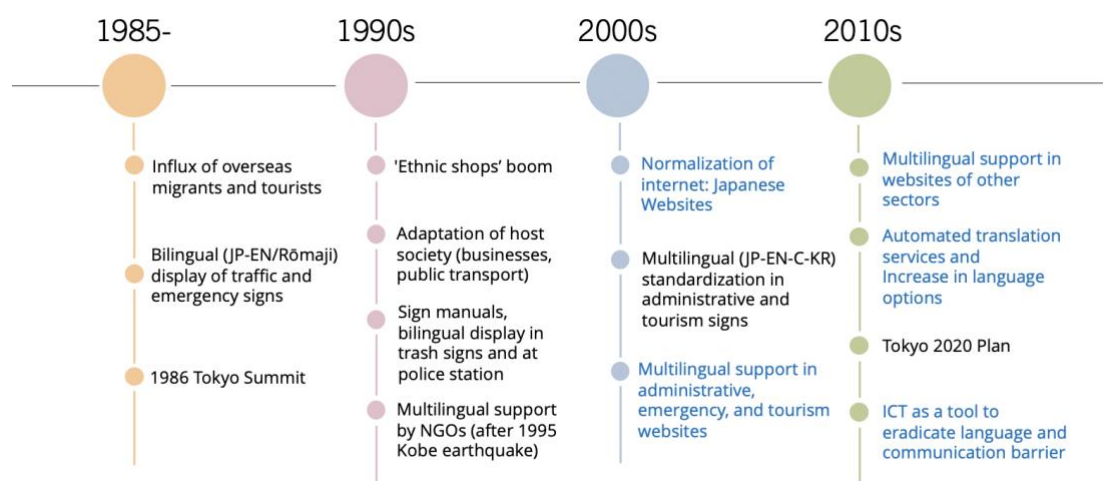 1985-
Influx of overseas
migrants and tourists
Bilingual (JP-EN/Rōmaji)
display of traffic and
emergency signs
1986 Tokyo Summit
1990s
'Ethnic shops’ boom
Adaptation of host
society (businesses,
public transport)
Sign manuals,
bilingual display in
trash signs and at
police station
Multilingual support
by NGOs (after 1995
Kobe earthquake)
2000s
Normalization of
internet: Japanese
Websites
Multilingual (JP-EN-C-KR)
standardization in
administrative and
tourism signs
Multilingual support in
administrative,
emergency, and tourism
websites
2010s
Multilingual support in
websites of other
sectors
Automated translation
services and
Increase in language
options
Tokyo 2020 Plan
ICT as a tool to
eradicate language and
communication barrier